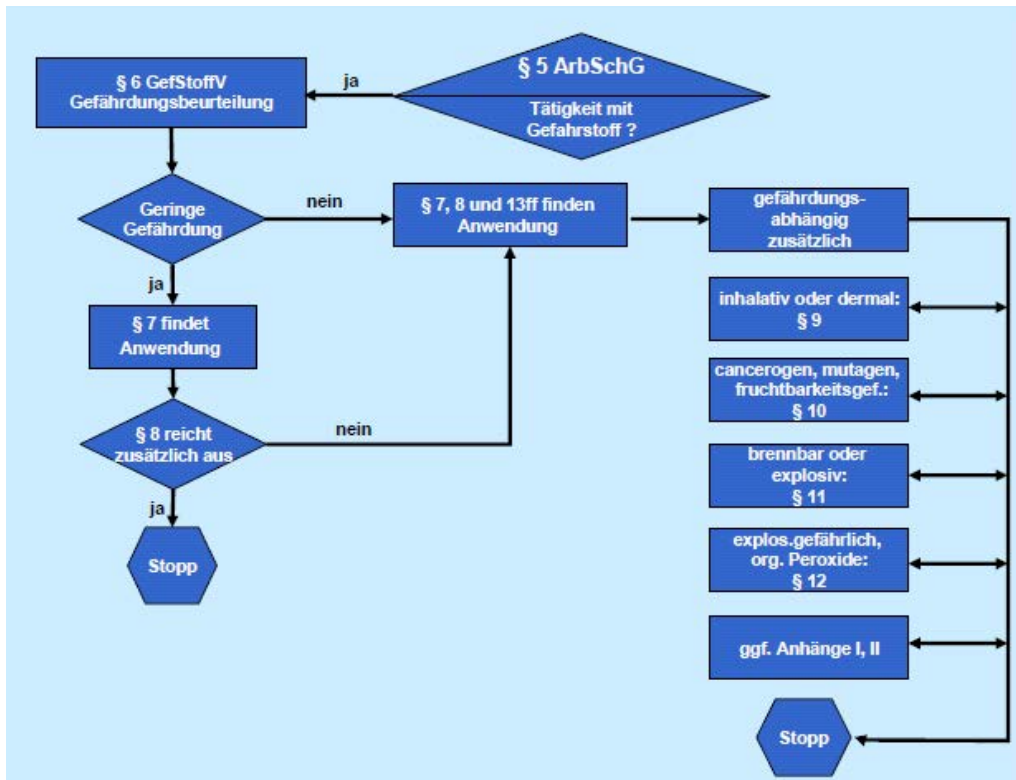 § 5 ArbSchG
Tätigkeit mit
Gefahrstoff ?
ja
§ 6 GefStoffV
Gefährdungsbeurteilung
Geringe
Gefährdung
nein
§ 7, 8 und 13ff finden
Anwendung
gefährdungs-
abhängig
zusätzlich
ja
§ 7 findet
Anwendung
§ 8 reicht
zusätzlich aus
nein
ja
Stopp
inhalativ oder dermal:
§ 9
cancerogen, mutagen,
fruchtbarkeitsgef.:
§ 10
brennbar oder
explosiv:
§ 11
explos.gefährlich,
org. Peroxide:
§ 12
ggf. Anhänge I, II
Stopp